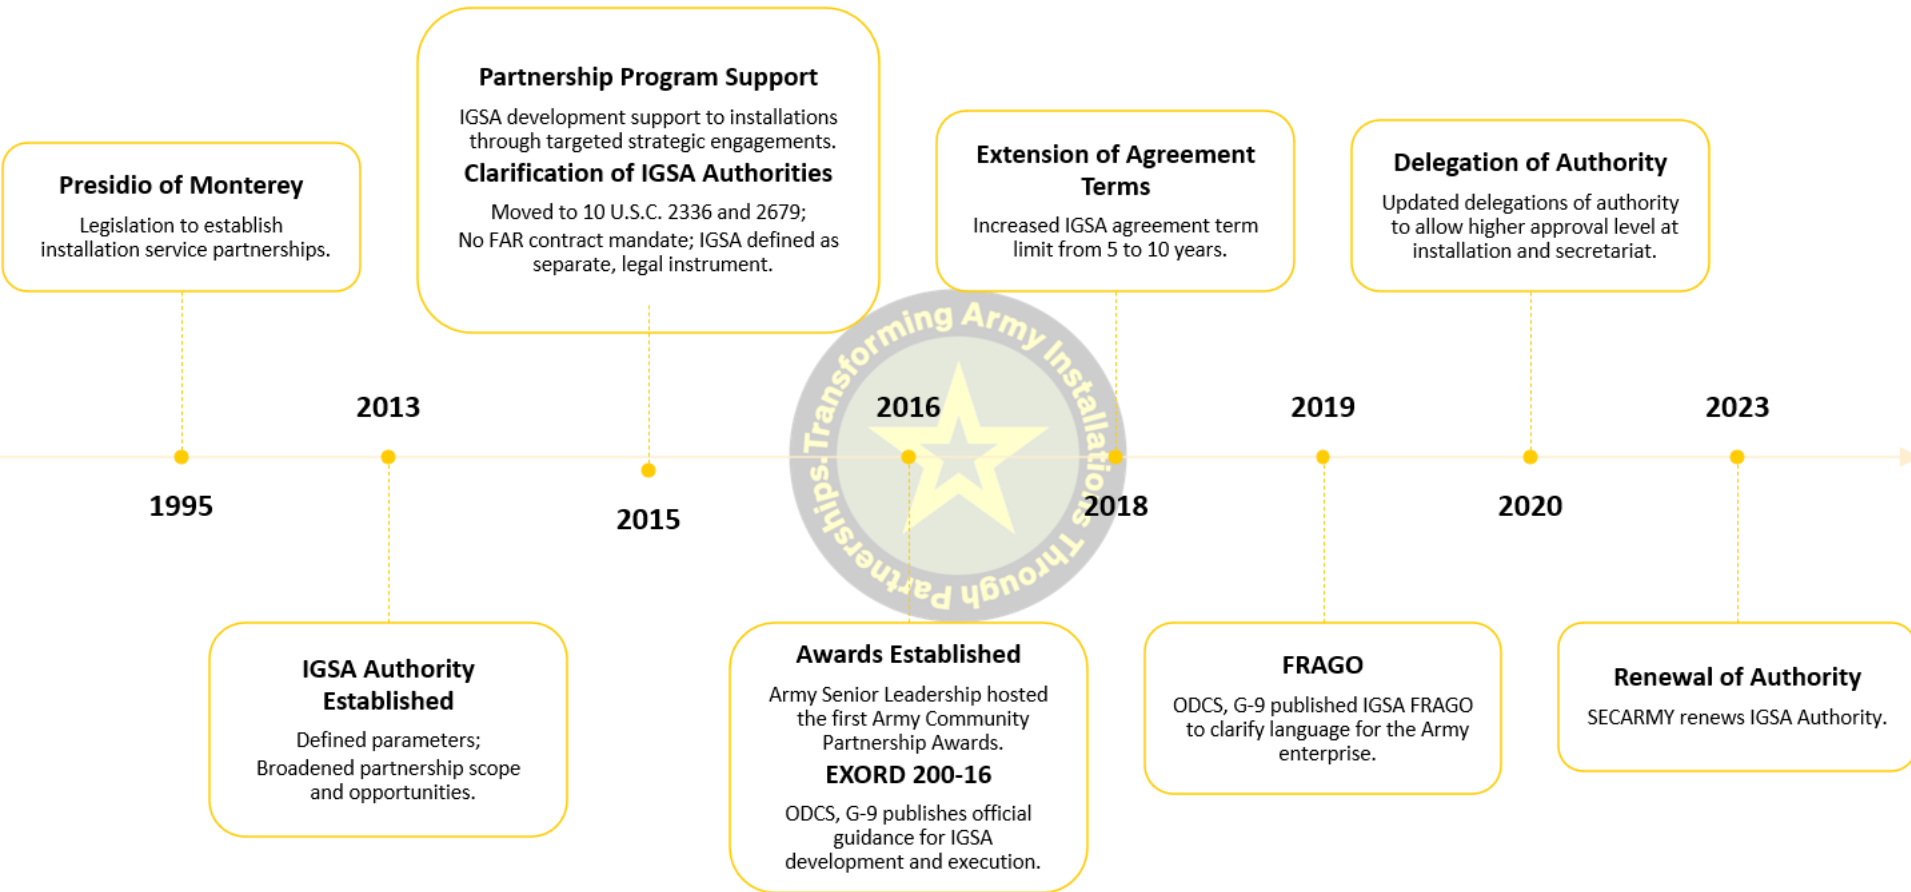 Presidio of Monterey
Legislation to establish
installation service partnerships.
1995
2013
IGSA Authority
Established
Defined parameters;
Broadened partnership scope
and opportunities.
Partnership Program Support
IGSA development support to installations
through targeted strategic engagements.
Clarification of IGSA Authorities
Moved to 10 U.S.C. 2336 and 2679;
No FAR contract mandate; IGSA defined as
separate, legal instrument.
2015
2016
Awards Established
Army Senior Leadership hosted
the first Army Community
Partnership Awards.
EXORD 200-16
ODCS, G-9 publishes official
guidance for IGSA
development and execution.
Transforming Army Installations Through Partnerships
Extension of Agreement
Terms
Increased IGSA agreement term
limit from 5 to 10 years.
2018
2019
FRAGO
ODCS, G-9 published IGSA FRAGO
to clarify language for the Army
enterprise.
Delegation of Authority
Updated delegations of authority
to allow higher approval level at
installation and secretariat.
2020
2023
Renewal of Authority
SECARMY renews IGSA Authority.